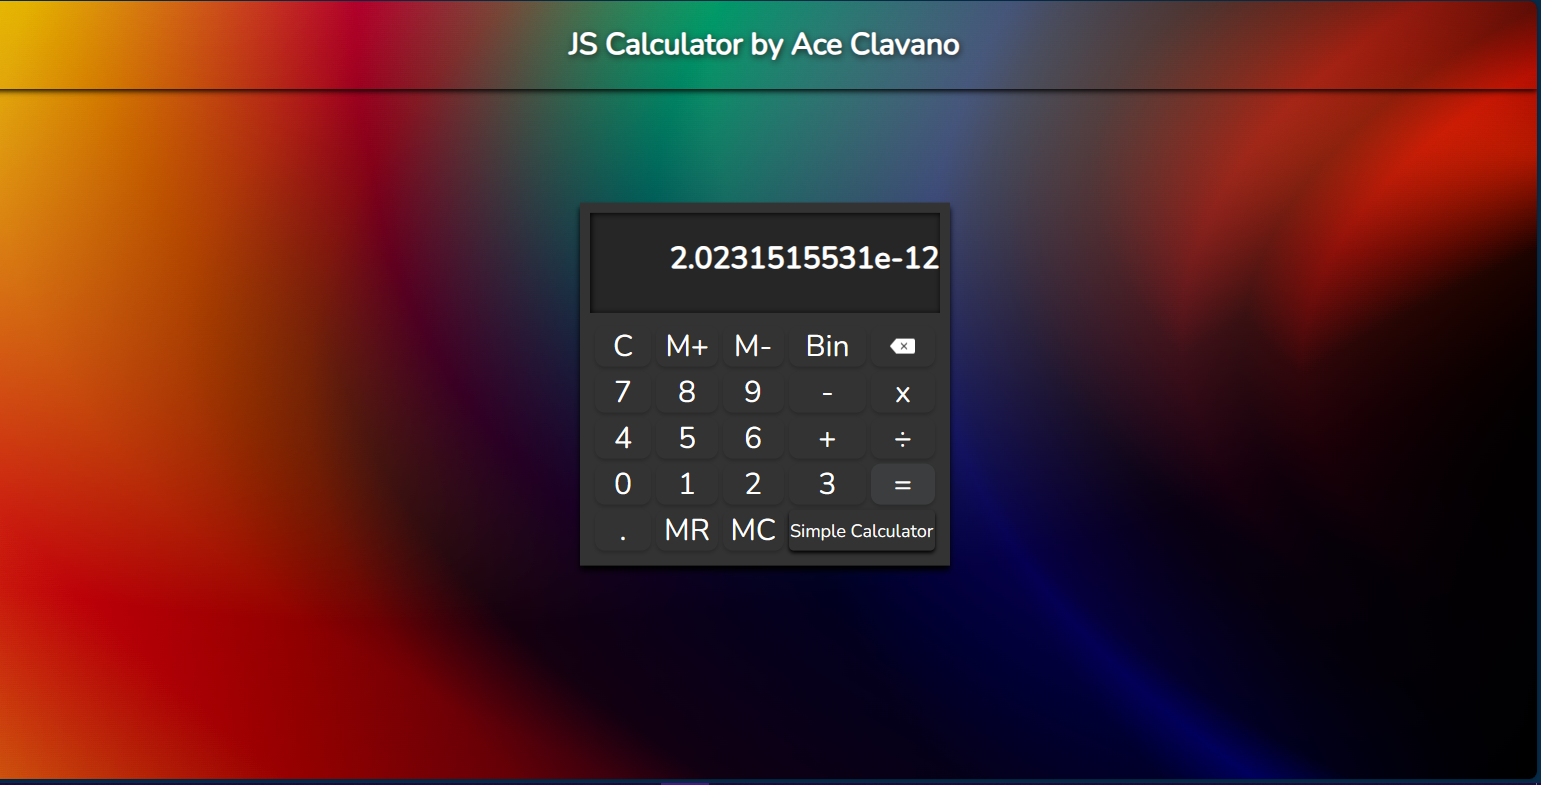 JS Calculator by Ace Clavano
2.0231515531e-12
C M+ M- Bin
7 8 9 - x
4 5 6 + ÷
0 1 2 3 =
. MR MC Simple Calculator